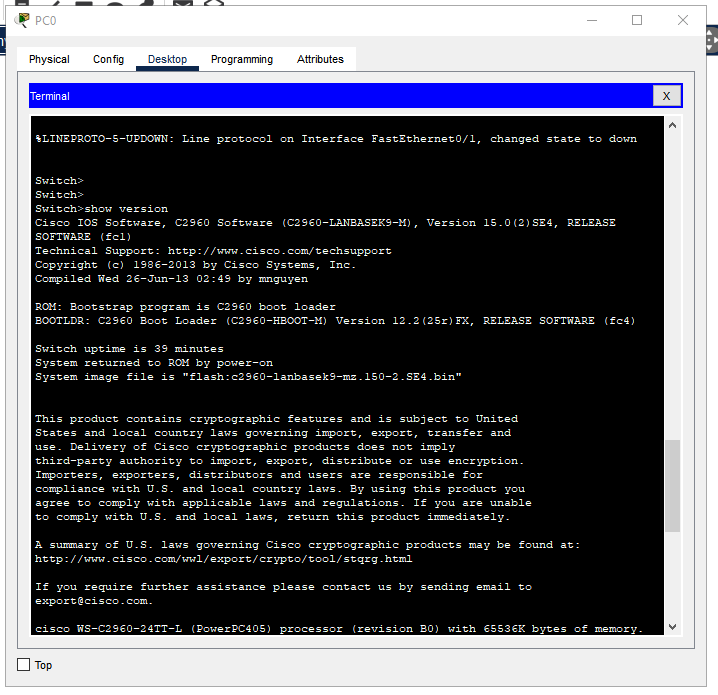 PC0
Physical Config Desktop Programming Attributes
Terminal X
%LINEPROTO-5-UPDOWN: Line protocol on Interface FastEthernet0/1, changed state to down
Switch>
Switch>
Switch>show version
Cisco IOS Software, C2960 Software (C2960-LANBASEK9-M), Version 15.0(2)SE4, RELEASE
SOFTWARE (fc1)
Technical Support: http://www.cisco.com/techsupport
Copyright (c) 1986-2013 by Cisco Systems, Inc.
Compiled Wed 26-Jun-13 02:49 by mnguyen
ROM: Bootstrap program is C2960 boot loader
BOOTLDR: C2960 Boot Loader (C2960-HBOOT-M) Version 12.2(25r)FX, RELEASE SOFTWARE (fc4)
Switch uptime is 39 minutes
System returned to ROM by power-on
System image file is "flash:c2960-lanbasek9-mz.150-2.SE4.bin"
This product contains cryptographic features and is subject to United
States and local country laws governing import, export, transfer and
use. Delivery of Cisco cryptographic products does not imply
third-party authority to import, export, distribute or use encryption.
Importers, exporters, distributors and users are responsible for
compliance with U.S. and local country laws. By using this product you
agree to comply with applicable laws and regulations. If you are unable
to comply with U.S. and local laws, return this product immediately.
A summary of U.S. laws governing Cisco cryptographic products may be found at:
http://www.cisco.com/wwl/export/crypto/tool/stqrg.html
If you require further assistance please contact us by sending email to
export@cisco.com.
cisco WS-C2960-24TT-L (PowerPC405) processor (revision B0) with 65536K bytes of memory.
Top